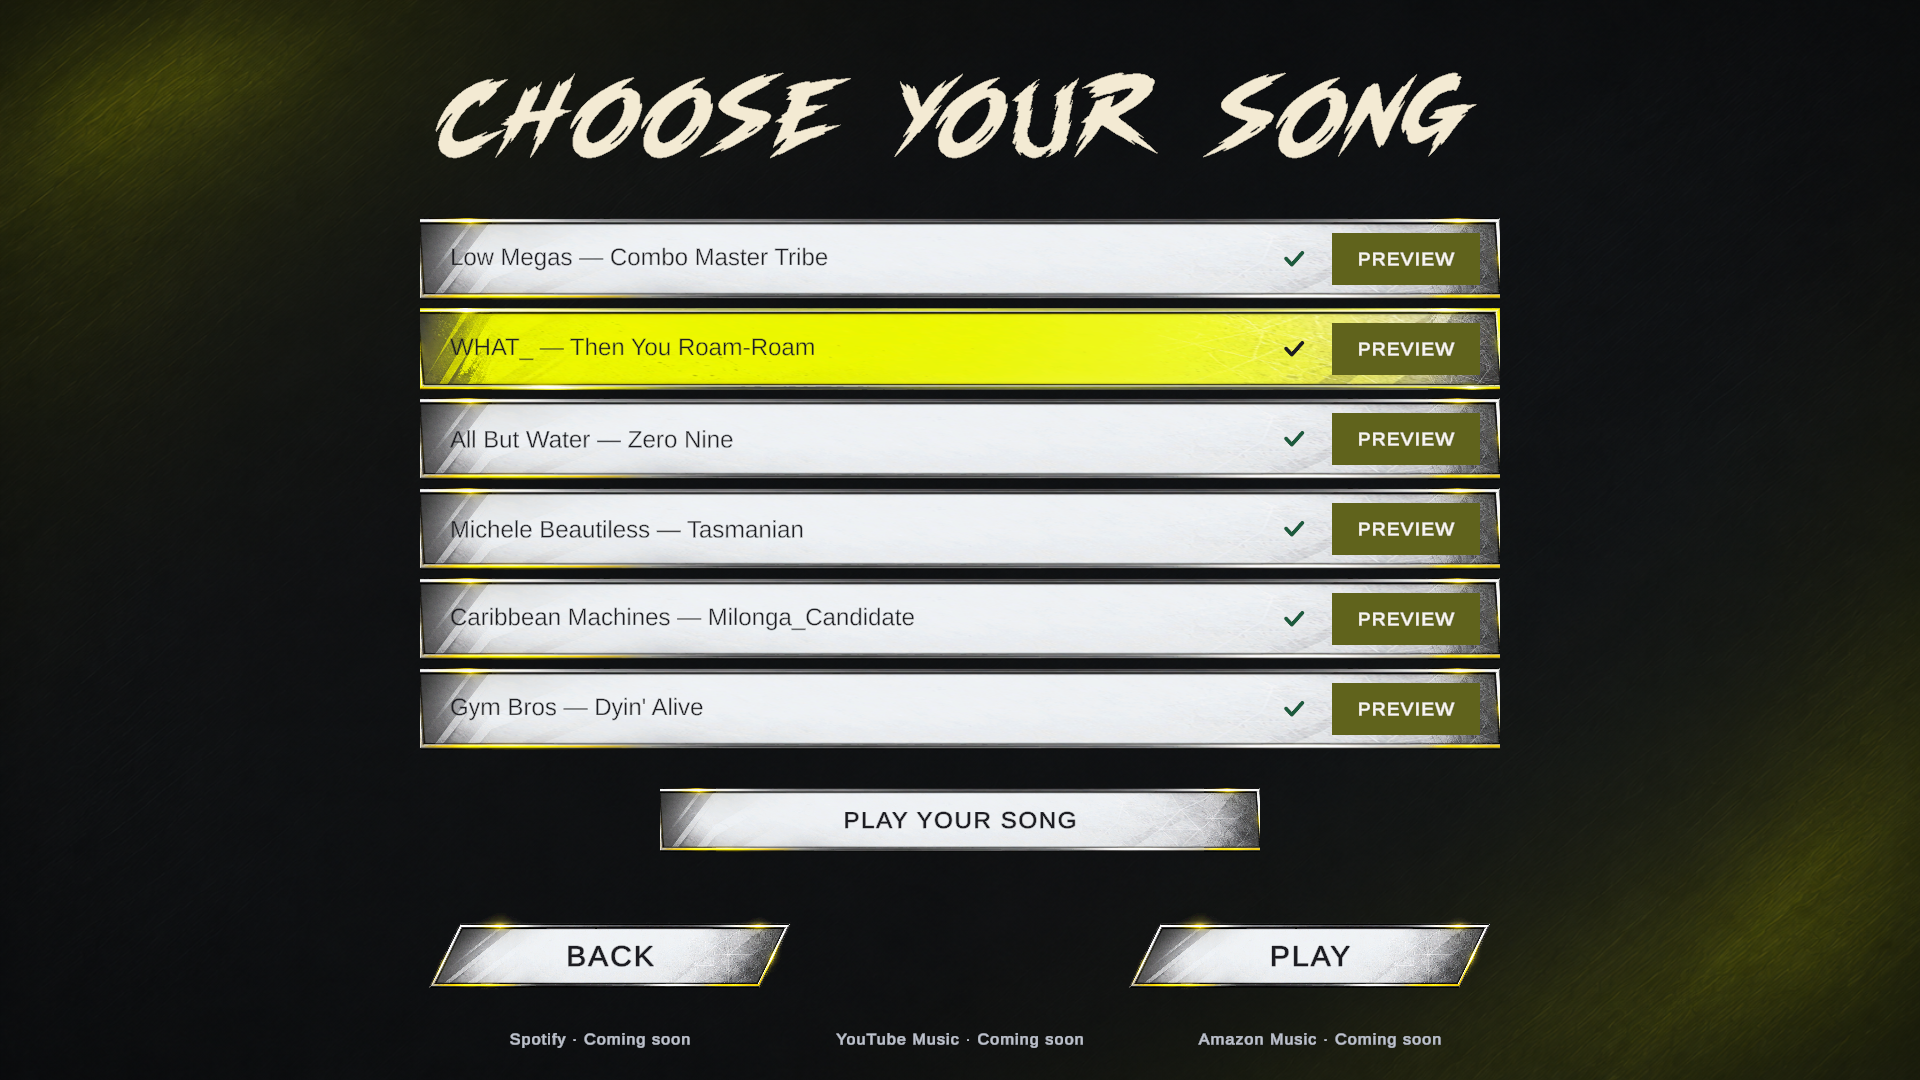 CHOOSE YOUR SONG
Low Megas — Combo Master Tribe
PREVIEW
WHAT_ — Then You Roam-Roam
PREVIEW
All But Water — Zero Nine
PREVIEW
Michele Beautiless — Tasmanian
PREVIEW
Caribbean Machines — Milonga_Candidate
PREVIEW
Gym Bros — Dyin' Alive
PREVIEW
PLAY YOUR SONG
BACK
PLAY
Spotify · Coming soon
YouTube Music · Coming soon
Amazon Music · Coming soon